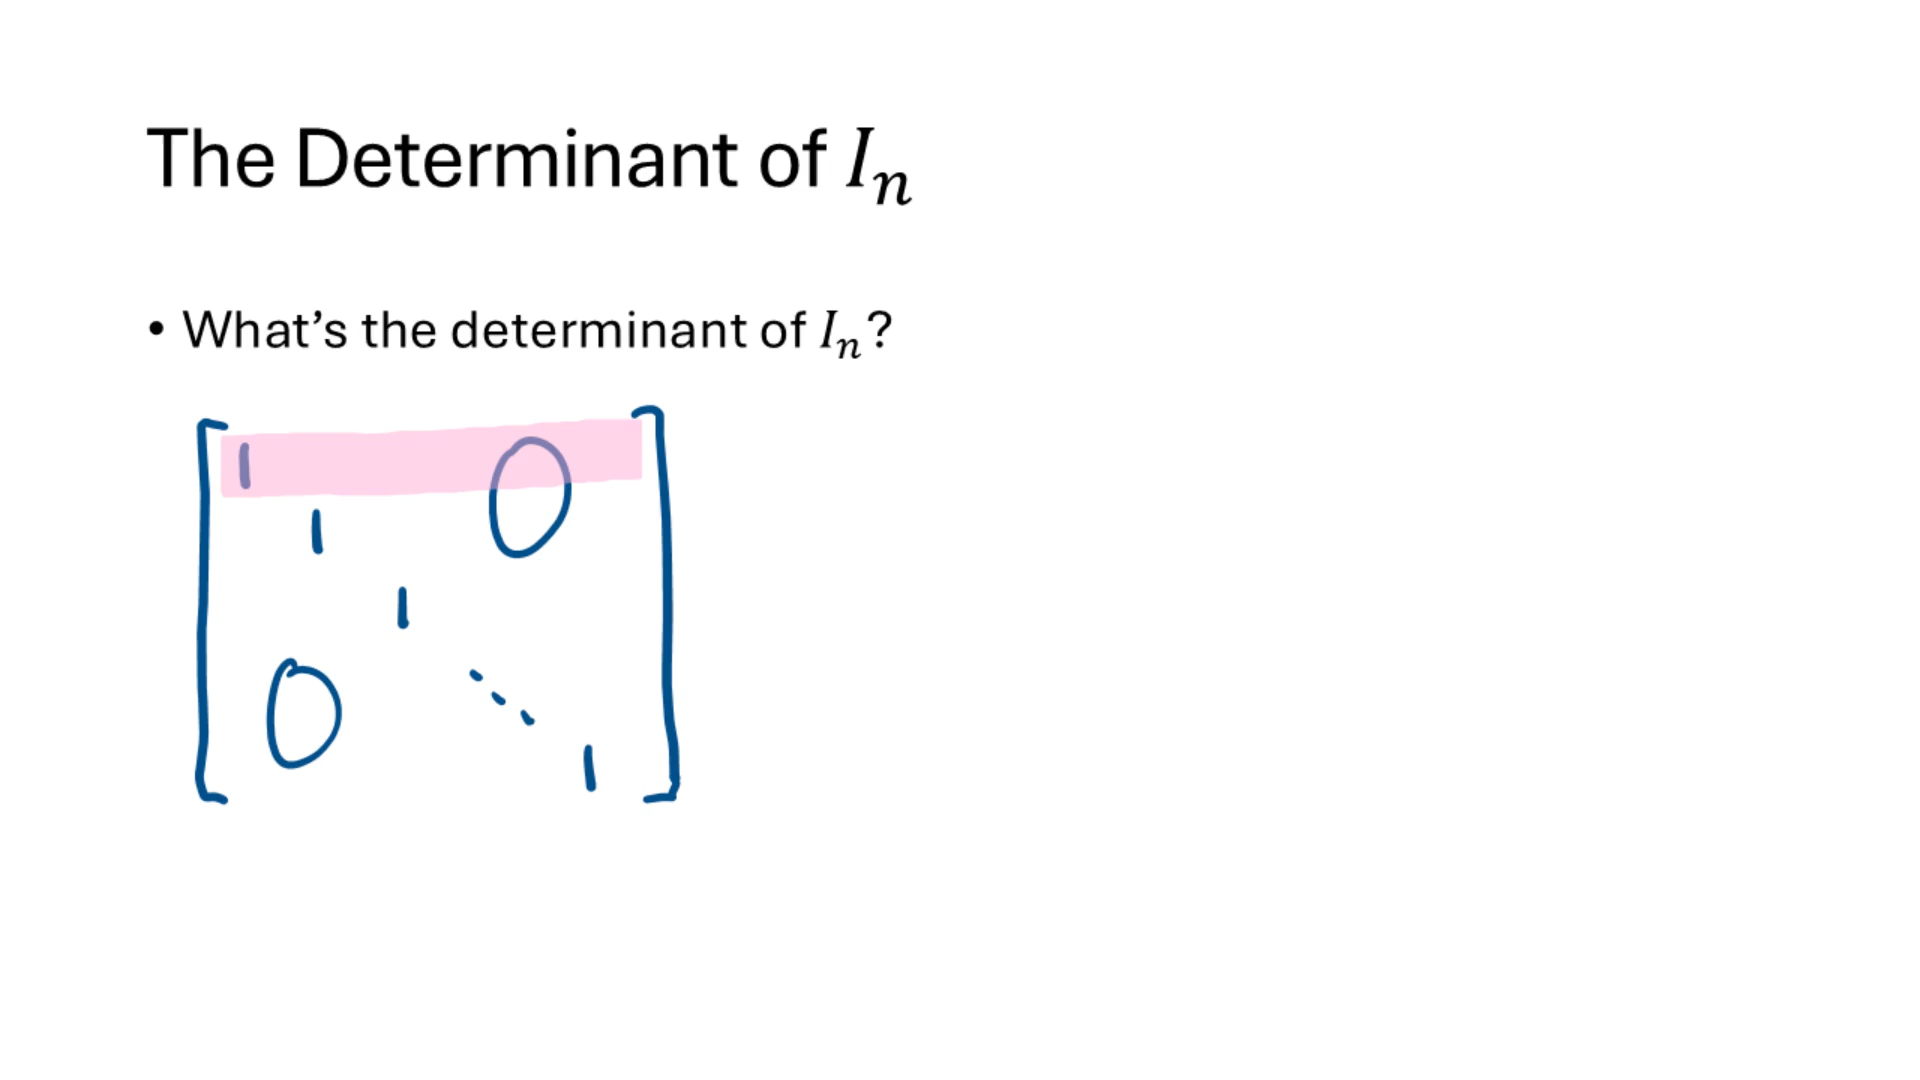 The Determinant of Iₙ
• What’s the determinant of Iₙ?
1 0
1
1
0 ⋱
1